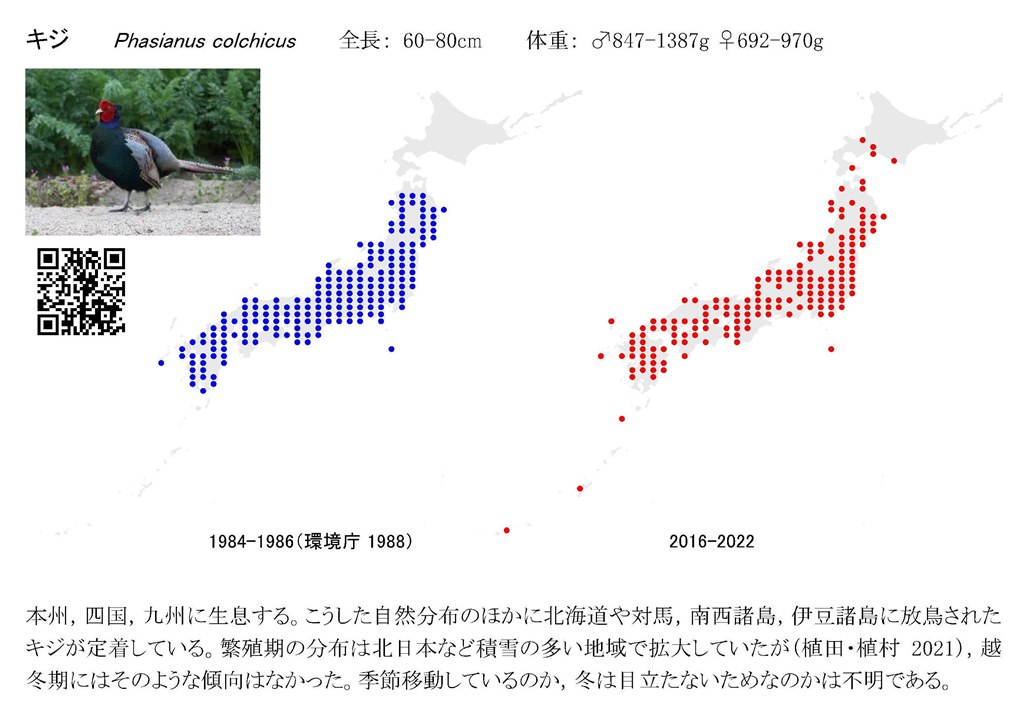 キジ Phasianus colchicus 全長: 60-80cm 体重: ♂847-1387g ♀692-970g
1984-1986(環境庁 1988)
2016-2022
本州, 四国, 九州に生息する。こうした自然分布のほかに北海道や対馬, 南西諸島, 伊豆諸島に放鳥された
キジが定着している。繁殖期の分布は北日本など積雪の多い地域で拡大していたが(植田・植村 2021), 越
冬期にはそのような傾向はなかった。季節移動しているのか, 冬は目立たないためなのかは不明である。